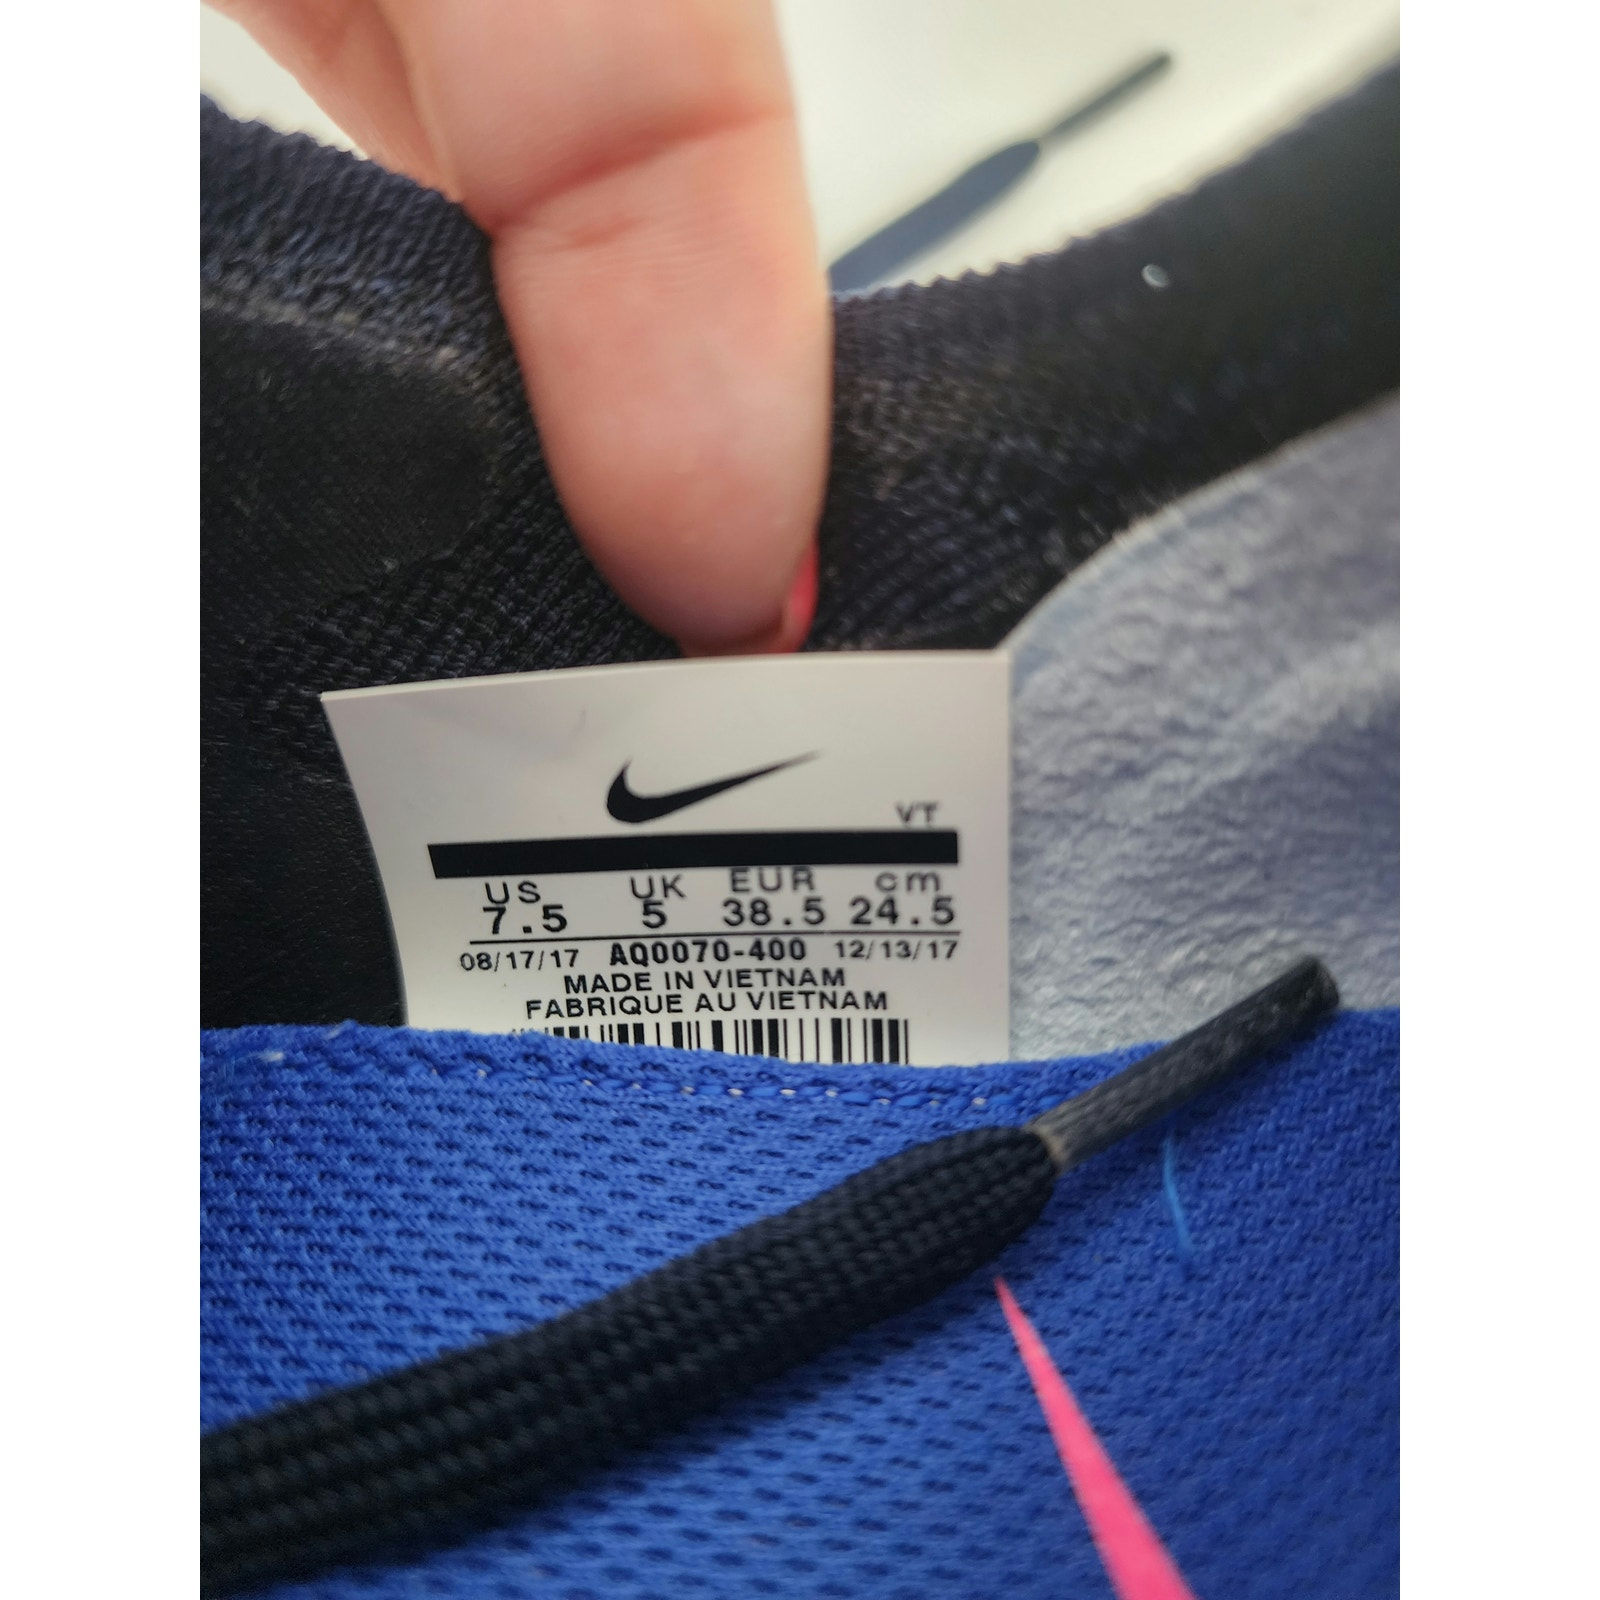 VT
US UK EUR cm
7.5 5 38.5 24.5
08/17/17 AQ0070-400 12/13/17
MADE IN VIETNAM
FABRIQUE AU VIETNAM